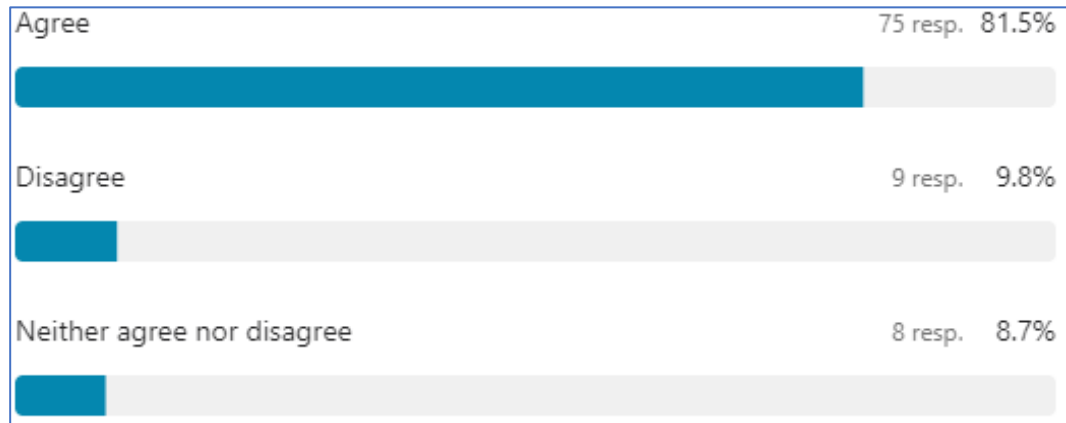 Agree 75 resp. 81.5%
Disagree 9 resp. 9.8%
Neither agree nor disagree 8 resp. 8.7%